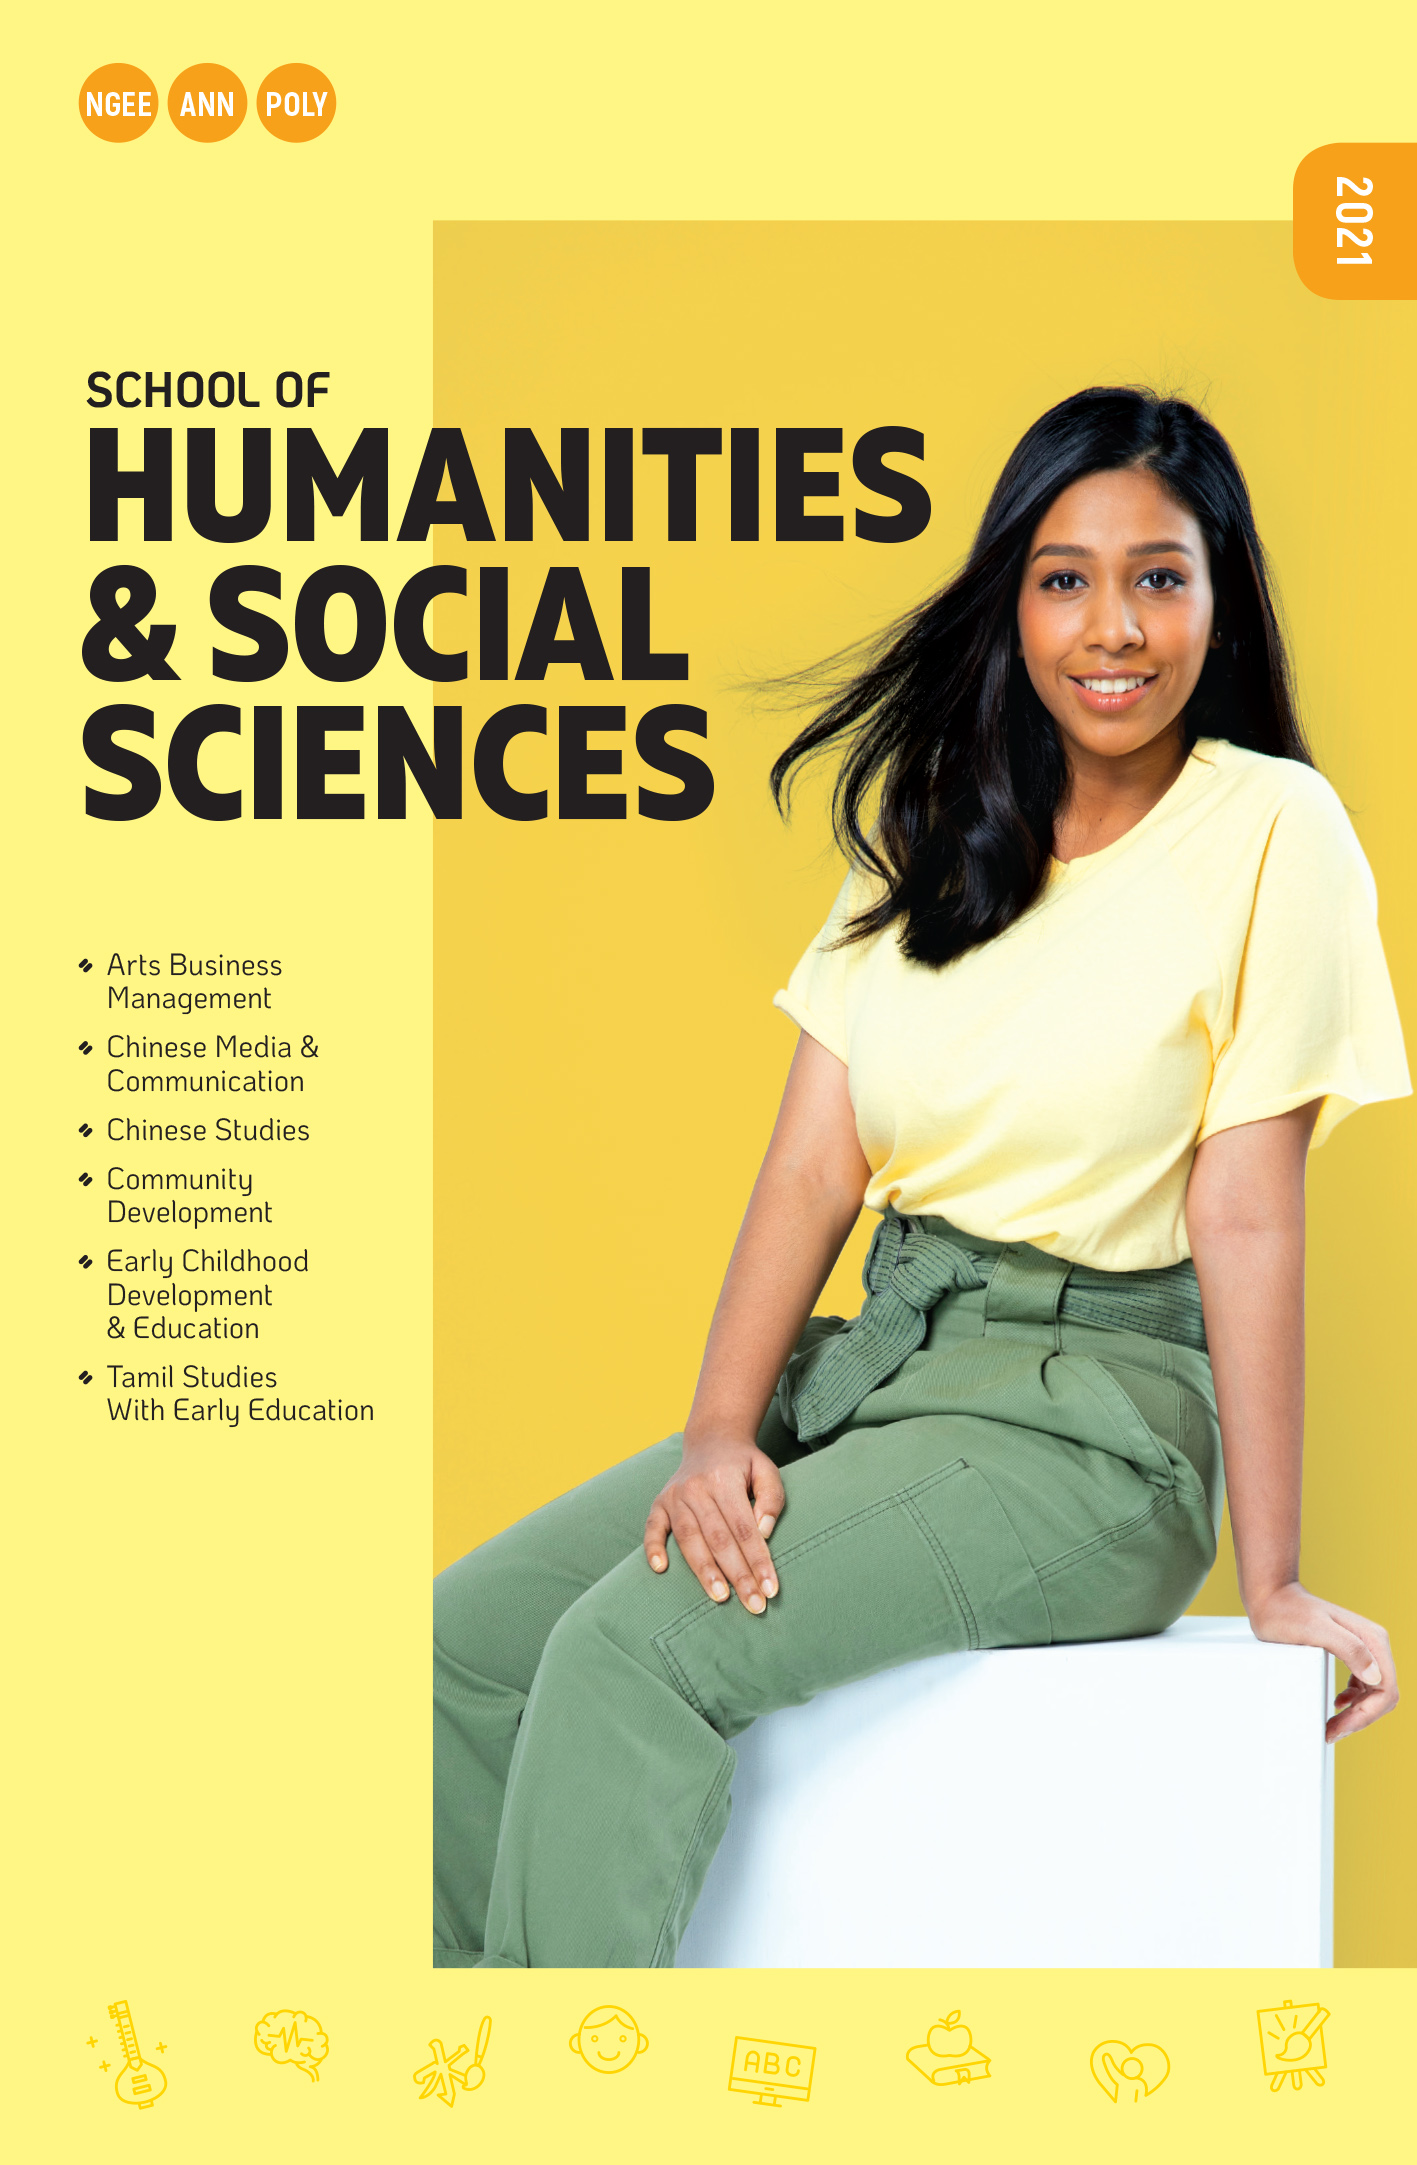 NGEE ANN POLY
2021
SCHOOL OF
HUMANITIES
& SOCIAL
SCIENCES
Arts Business
Management
Chinese Media &
Communication
Chinese Studies
Community
Development
Early Childhood
Development
& Education
Tamil Studies
With Early Education
ABC